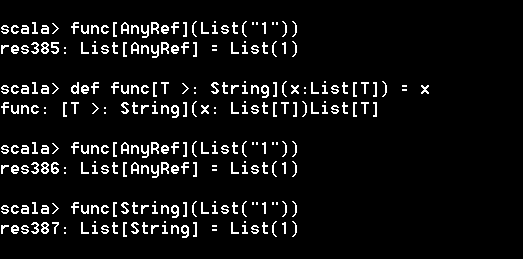 scala> func[AnyRef](List("1"))
res385: List[AnyRef] = List(1)
scala> def func[T >: String](x:List[T]) = x
func: [T >: String](x: List[T])List[T]
scala> func[AnyRef](List("1"))
res386: List[AnyRef] = List(1)
scala> func[String](List("1"))
res387: List[String] = List(1)